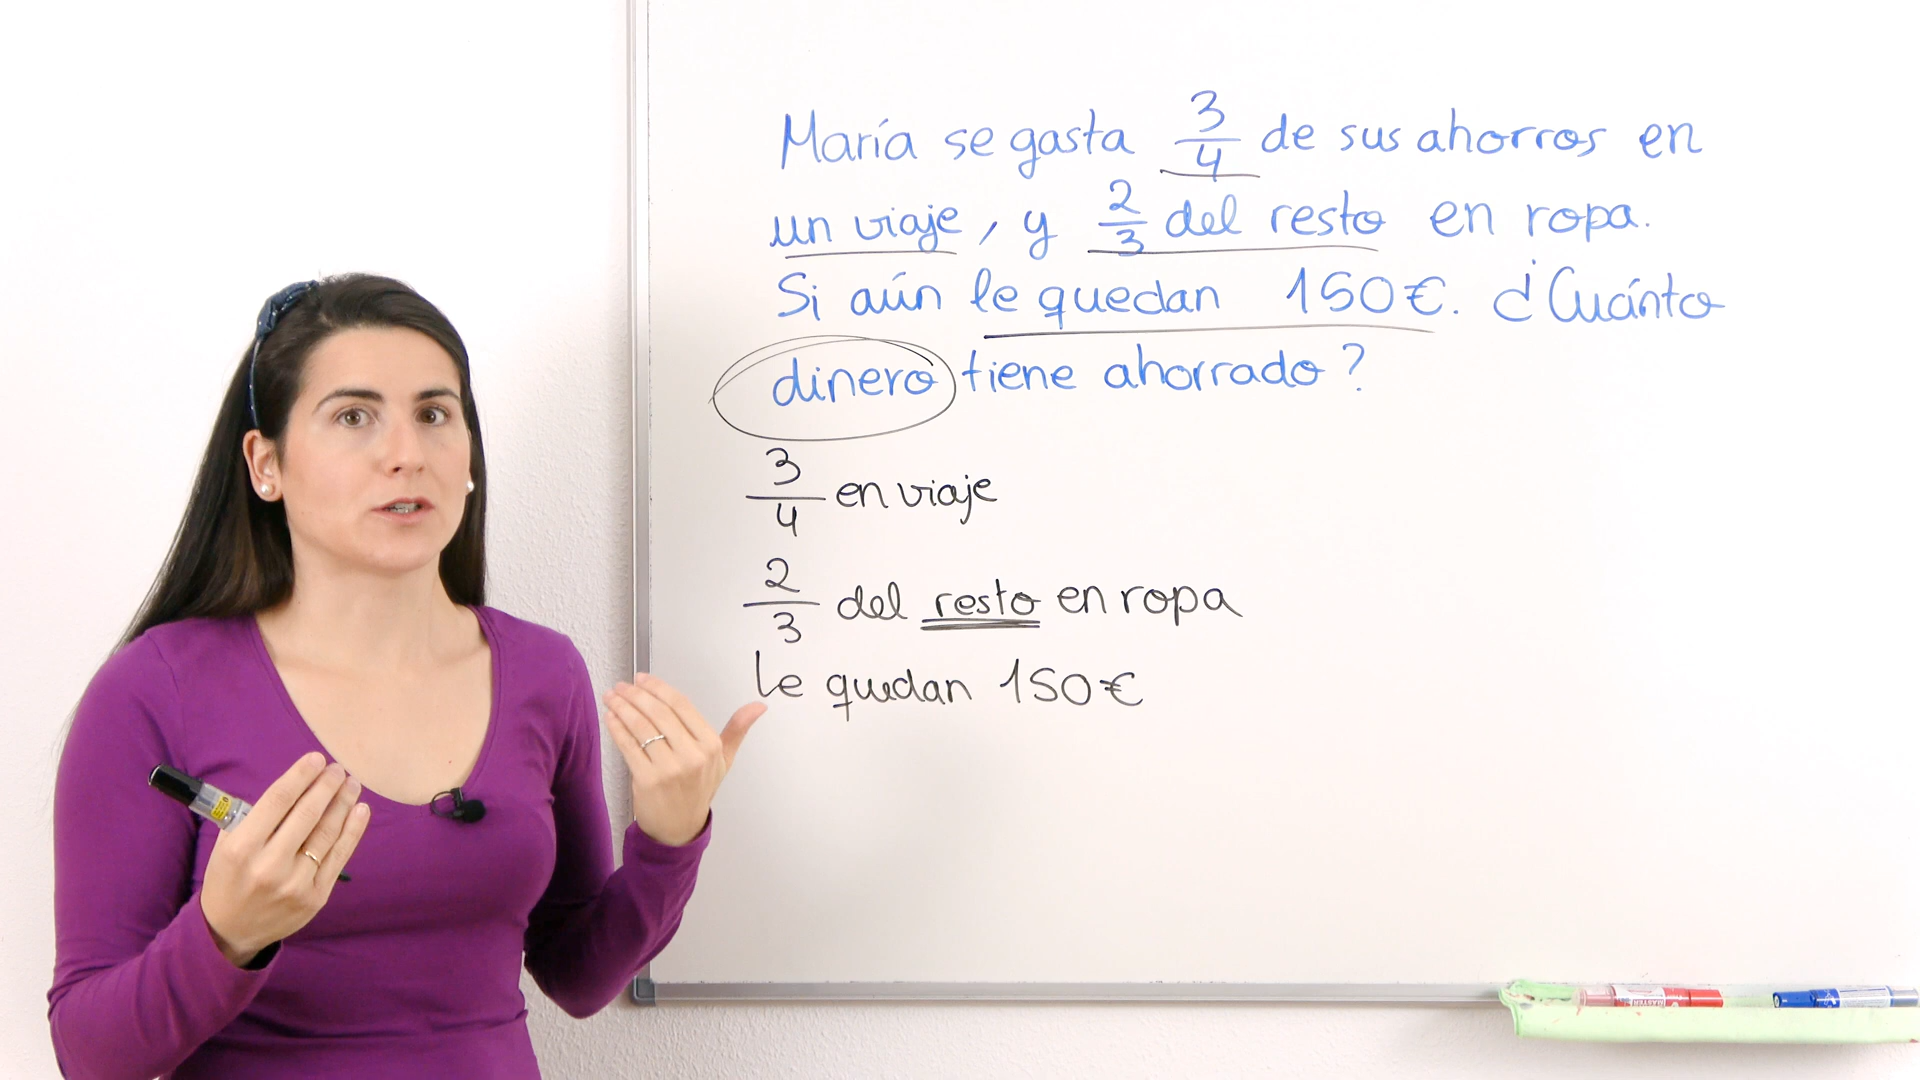 María se gasta 3/4 de sus ahorros en
un viaje, y 2/3 del resto en ropa.
Si aún le quedan 150€. ¿Cuánto
dinero tiene ahorrado?
3/4 en viaje
2/3 del resto en ropa
Le quedan 150€
MASTER